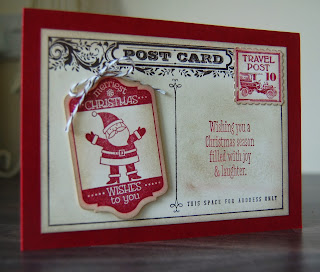 POST CARD
TRAVEL
POST
10
merriest
CHRISTMAS
WISHES
to you
Wishing you a
Christmas season
filled with joy
& laughter.
THIS SPACE FOR ADDRESS ONLY